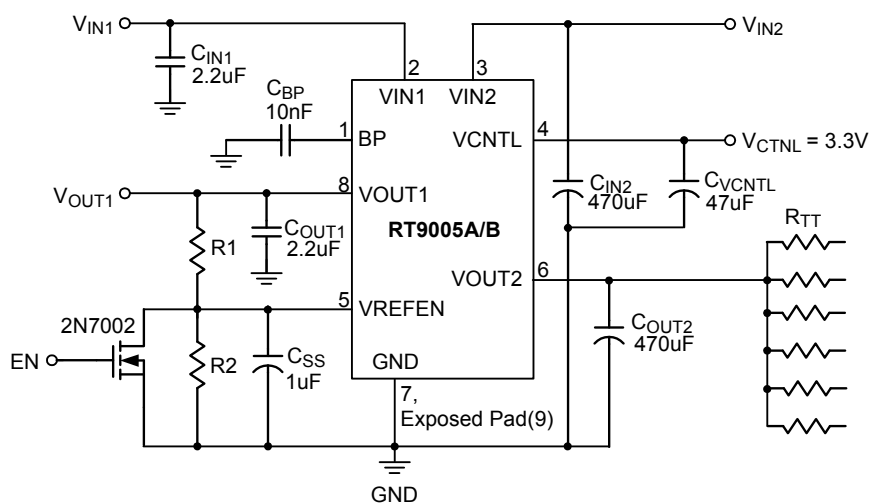 VIN1
VIN2
CIN1
2.2uF
2
3
CBP
10nF
VIN1
VIN2
1
BP
VCNTL
4
VCTNL = 3.3V
VOUT1
8
VOUT1
CIN2
470uF
CVCNTL
47uF
RTT
R1
COUT1
2.2uF
RT9005A/B
VOUT2
6
5
VREFEN
2N7002
EN
R2
CSS
1uF
COUT2
470uF
GND
7,
Exposed Pad(9)
GND